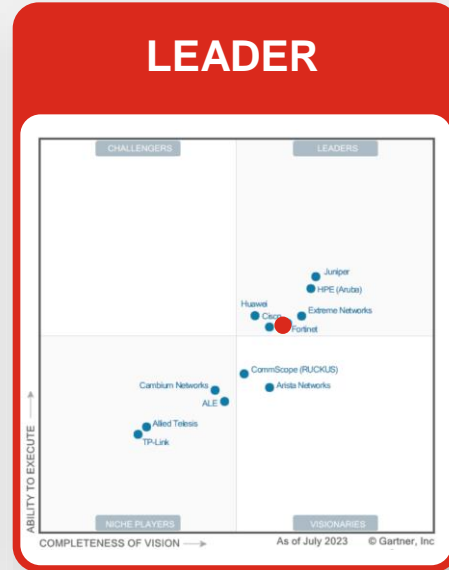 LEADER
CHALLENGERS
LEADERS
Juniper
HPE (Aruba)
Huawei
Cisco
Extreme Networks
Fortinet
CommScope (RUCKUS)
Cambium Networks
Arista Networks
ALE
Allied Telesis
TP-Link
NICHE PLAYERS
VISIONARIES
ABILITY TO EXECUTE
COMPLETENESS OF VISION
As of July 2023
© Gartner, Inc